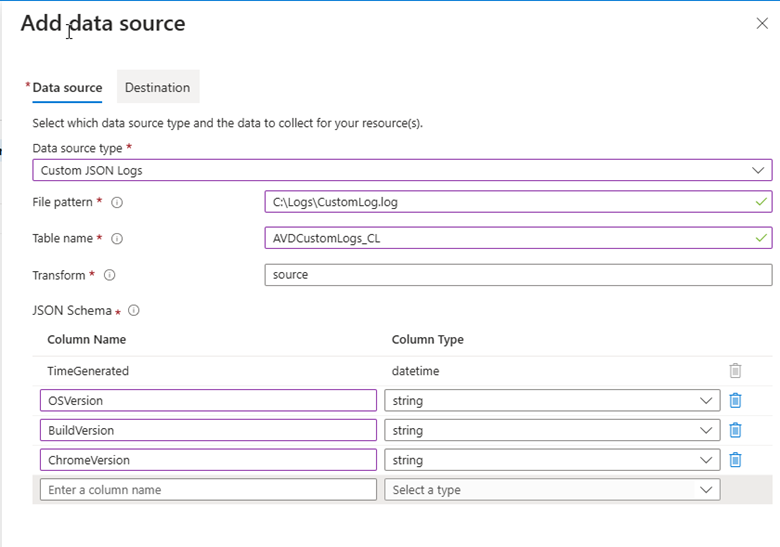 Add data source
* Data source
Destination
Select which data source type and the data to collect for your resource(s).
Data source type *
Custom JSON Logs
File pattern * C:\Logs\CustomLog.log
Table name * AVDCustomLogs_CL
Transform * source
JSON Schema *
Column Name Column Type
TimeGenerated datetime
OSVersion string
BuildVersion string
ChromeVersion string
Enter a column name Select a type